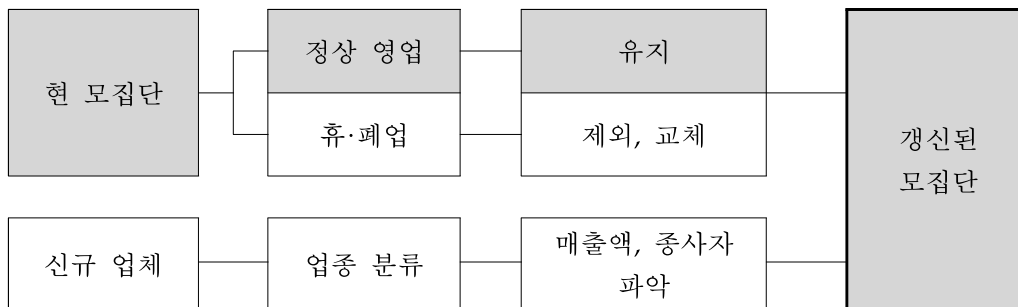 현 모집단
정상 영업
유지
휴·폐업
제외, 교체
갱신된
모집단
신규 업체
업종 분류
매출액, 종사자
파악